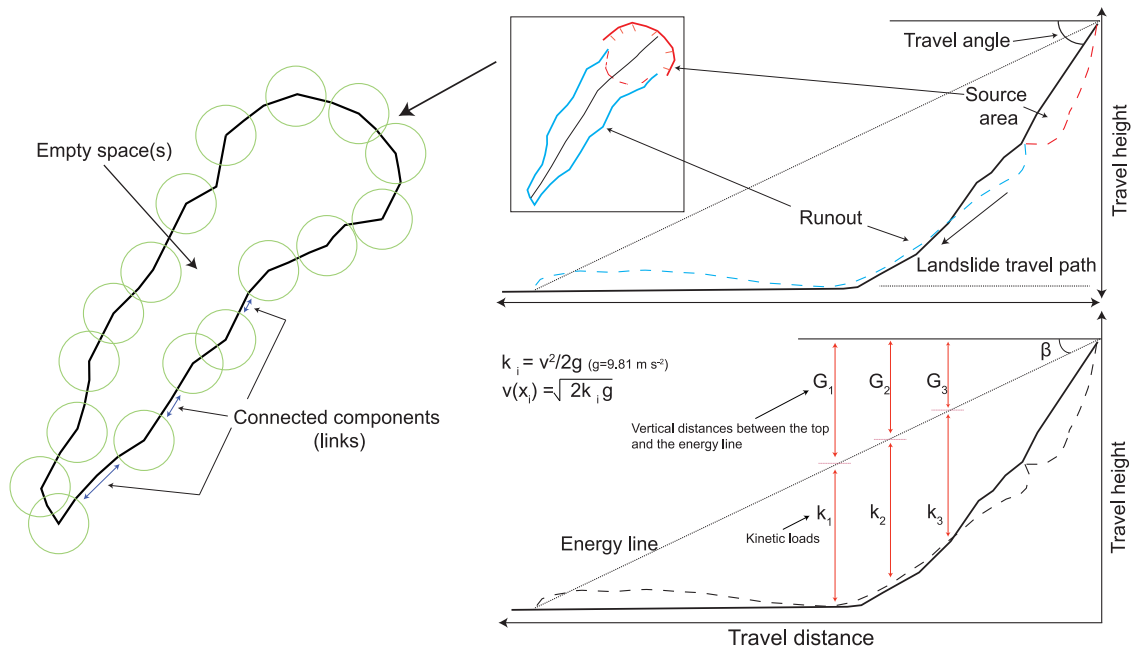 Empty space(s)
Connected components
(links)
Travel angle
Source
area
Runout
Landslide travel path
Travel height
k i = v²/2g (g=9.81 m s⁻²)
v(xᵢ) =√2k i g
β
G₁
G₂
G₃
Vertical distances between the top
and the energy line
k₁
k₂
k₃
Kinetic loads
Energy line
Travel height
Travel distance